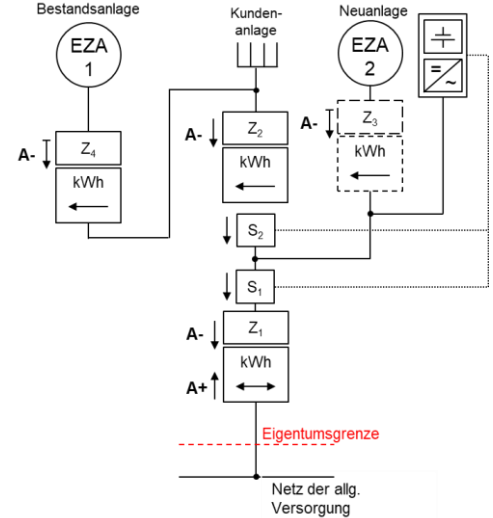 Bestandsanlage
Kunden-
anlage
Neuanlage
EZA
1
EZA
2
=
~
A-
Z4
kWh
A-
Z2
kWh
A-
Z3
kWh
S2
S1
A-
Z1
A+
kWh
Eigentumsgrenze
Netz der allg.
Versorgung